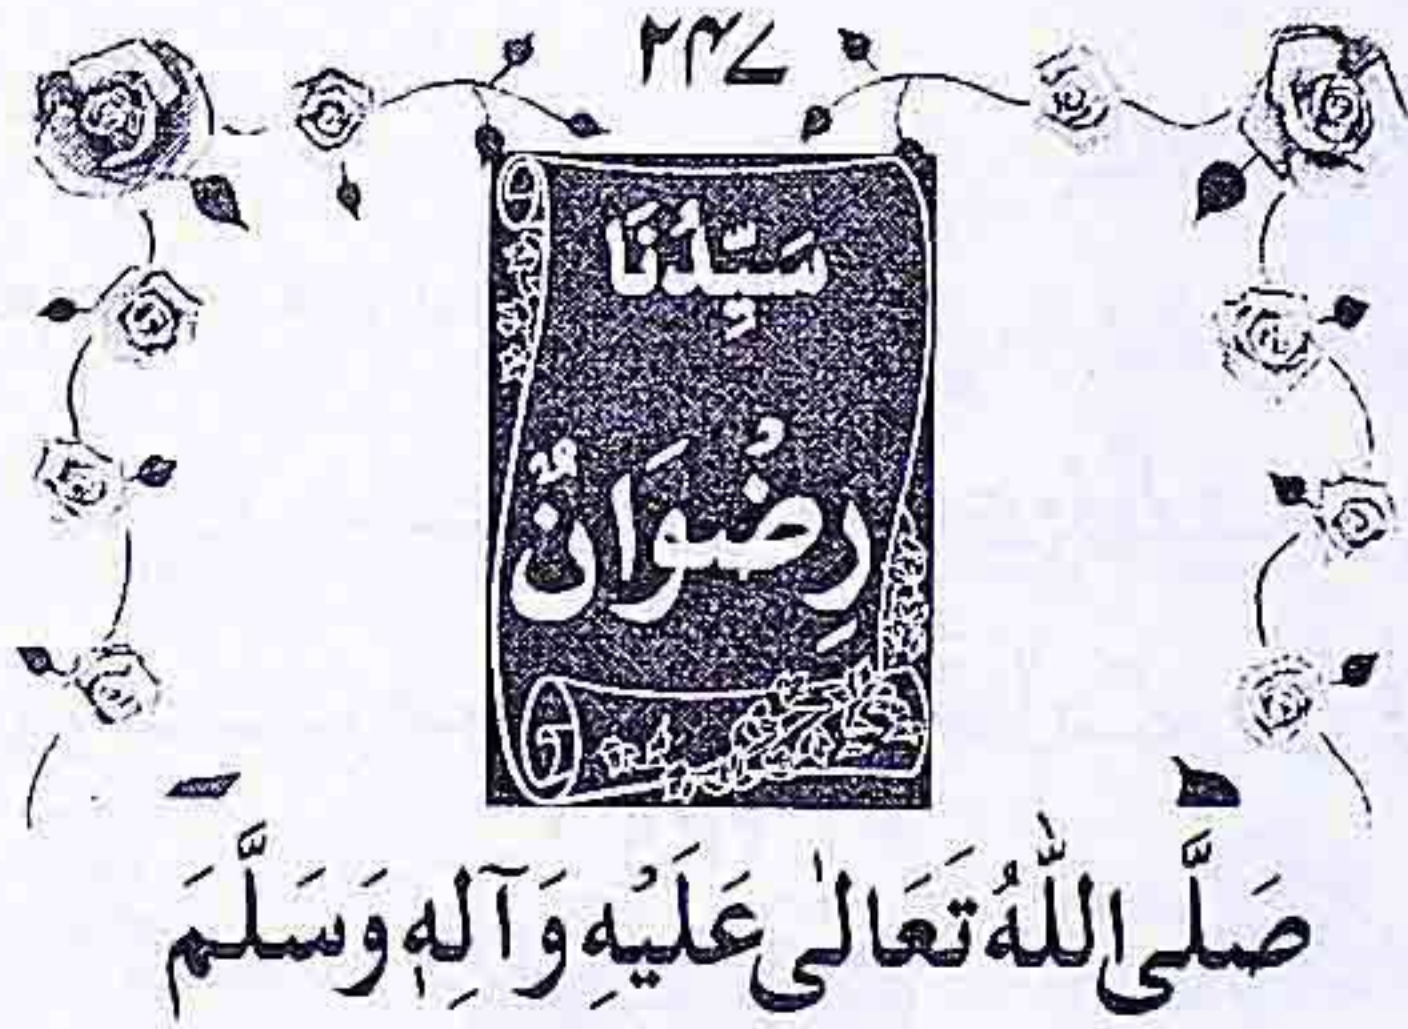 ۲۴۷
سَیِّدُنَا
رِضْوَانٌ
صَلَّی اللّٰهُ تَعَالٰی عَلَیْهِ وَآلِهٖ وَسَلَّمَ